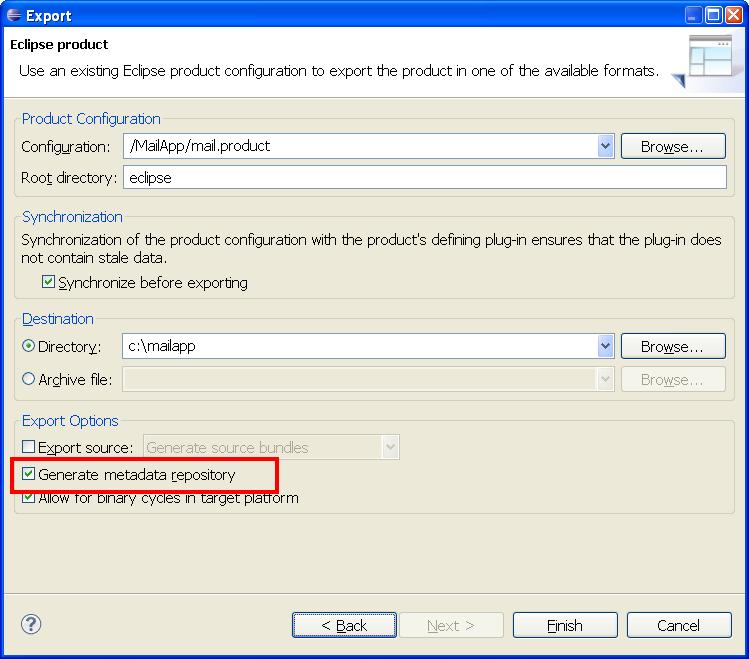 Export
Eclipse product
Use an existing Eclipse product configuration to export the product in one of the available formats.
Product Configuration
Configuration: /MailApp/mail.product Browse...
Root directory: eclipse
Synchronization
Synchronization of the product configuration with the product's defining plug-in ensures that the plug-in does
not contain stale data.
Synchronize before exporting
Destination
Directory: c:\mailapp Browse...
Archive file: Browse...
Export Options
Export source: Generate source bundles
Generate metadata repository
Allow for binary cycles in target platform
? < Back Next > Finish Cancel